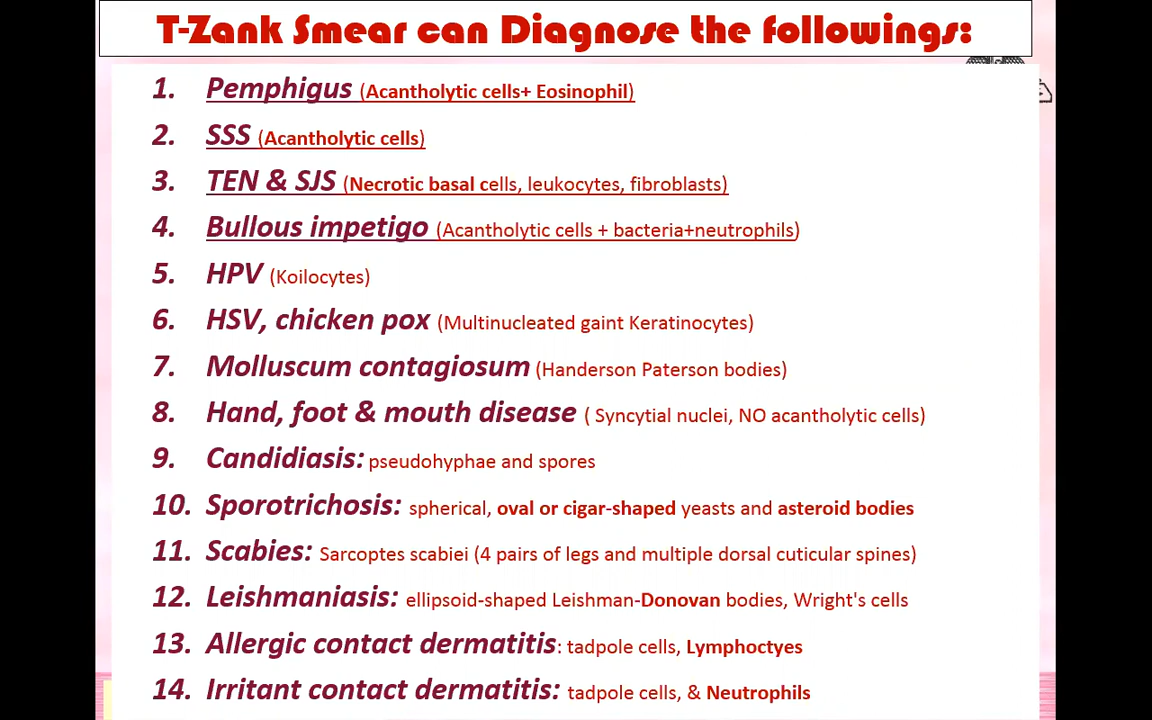 T-Zank Smear can Diagnose the followings:
1. Pemphigus (Acantholytic cells+ Eosinophil)
2. SSS (Acantholytic cells)
3. TEN & SJS (Necrotic basal cells, leukocytes, fibroblasts)
4. Bullous impetigo (Acantholytic cells + bacteria+neutrophils)
5. HPV (Koilocytes)
6. HSV, chicken pox (Multinucleated gaint Keratinocytes)
7. Molluscum contagiosum (Handerson Paterson bodies)
8. Hand, foot & mouth disease ( Syncytial nuclei, NO acantholytic cells)
9. Candidiasis: pseudohyphae and spores
10. Sporotrichosis: spherical, oval or cigar-shaped yeasts and asteroid bodies
11. Scabies: Sarcoptes scabiei (4 pairs of legs and multiple dorsal cuticular spines)
12. Leishmaniasis: ellipsoid-shaped Leishman-Donovan bodies, Wright's cells
13. Allergic contact dermatitis: tadpole cells, Lymphoctyes
14. Irritant contact dermatitis: tadpole cells, & Neutrophils